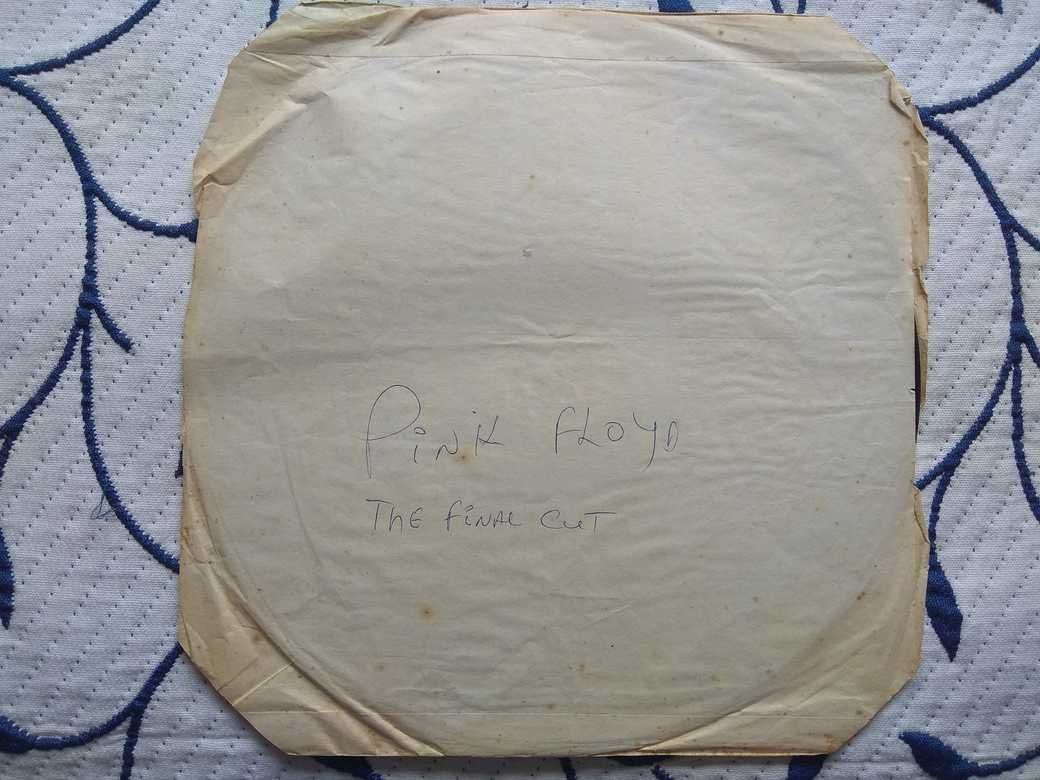 Pink Floyd
The Final Cut